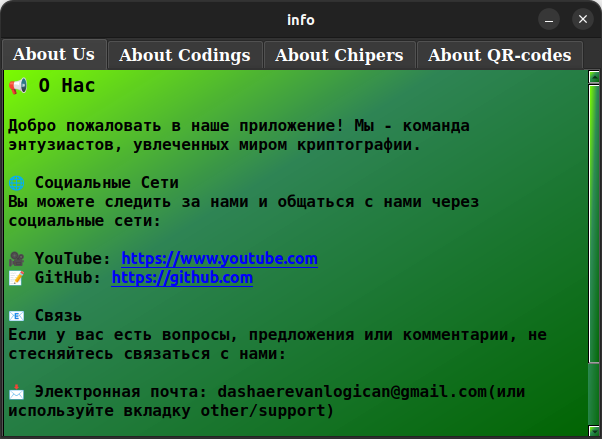 info
About Us
About Codings
About Chipers
About QR-codes
📢 О Нас
Добро пожаловать в наше приложение! Мы - команда
энтузиастов, увлеченных миром криптографии.
🌐 Социальные Сети
Вы можете следить за нами и общаться с нами через
социальные сети:
🎥 YouTube: https://www.youtube.com
📝 GitHub: https://github.com
📧 Связь
Если у вас есть вопросы, предложения или комментарии, не
стесняйтесь связаться с нами:
📩 Электронная почта: dashaerevanlogican@gmail.com(или
используйте вкладку other/support)